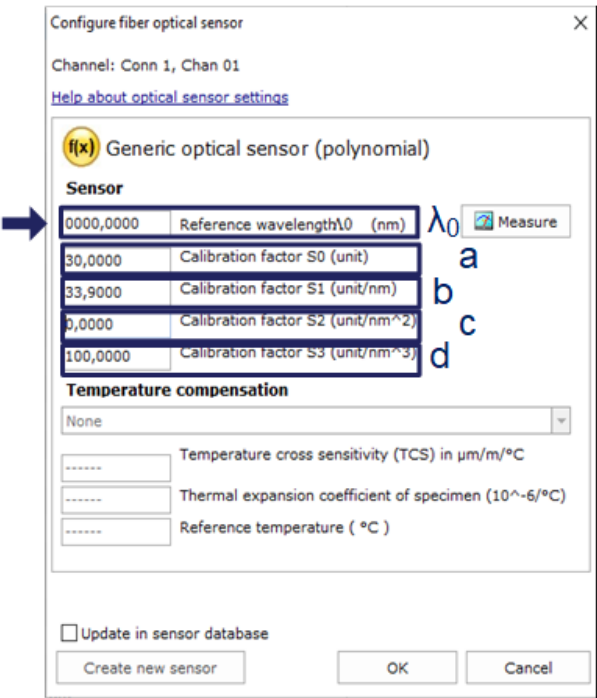 Configure fiber optical sensor
Channel: Conn 1, Chan 01
Help about optical sensor settings
f(x) Generic optical sensor (polynomial)
Sensor
0000,0000 Reference wavelength λ0 (nm) λ0 Measure
30,0000 Calibration factor S0 (unit) a
33,9000 Calibration factor S1 (unit/nm) b
0,0000 Calibration factor S2 (unit/nm^2) c
100,0000 Calibration factor S3 (unit/nm^3) d
Temperature compensation
None
------ Temperature cross sensitivity (TCS) in µm/m/°C
------ Thermal expansion coefficient of specimen (10^-6/°C)
------ Reference temperature ( °C )
Update in sensor database
Create new sensor OK Cancel